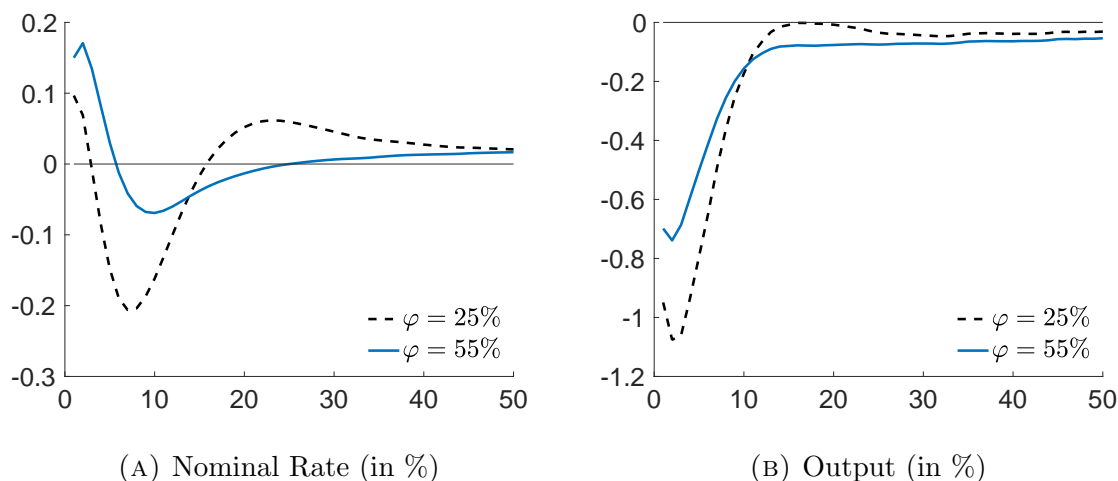 0.2
0.1
0
-0.1
-0.2
-0.3
0 10 20 30 40 50
φ = 25%
φ = 55%
(A) Nominal Rate (in %)
0
-0.2
-0.4
-0.6
-0.8
-1
-1.2
0 10 20 30 40 50
φ = 25%
φ = 55%
(B) Output (in %)